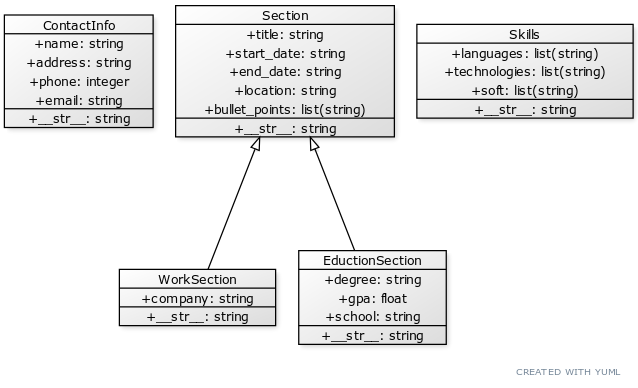 ContactInfo
+name: string
+address: string
+phone: integer
+email: string
+__str__: string
Section
+title: string
+start_date: string
+end_date: string
+location: string
+bullet_points: list(string)
+__str__: string
Skills
+languages: list(string)
+technologies: list(string)
+soft: list(string)
+__str__: string
WorkSection
+company: string
+__str__: string
EductionSection
+degree: string
+gpa: float
+school: string
+__str__: string
CREATED WITH YUML